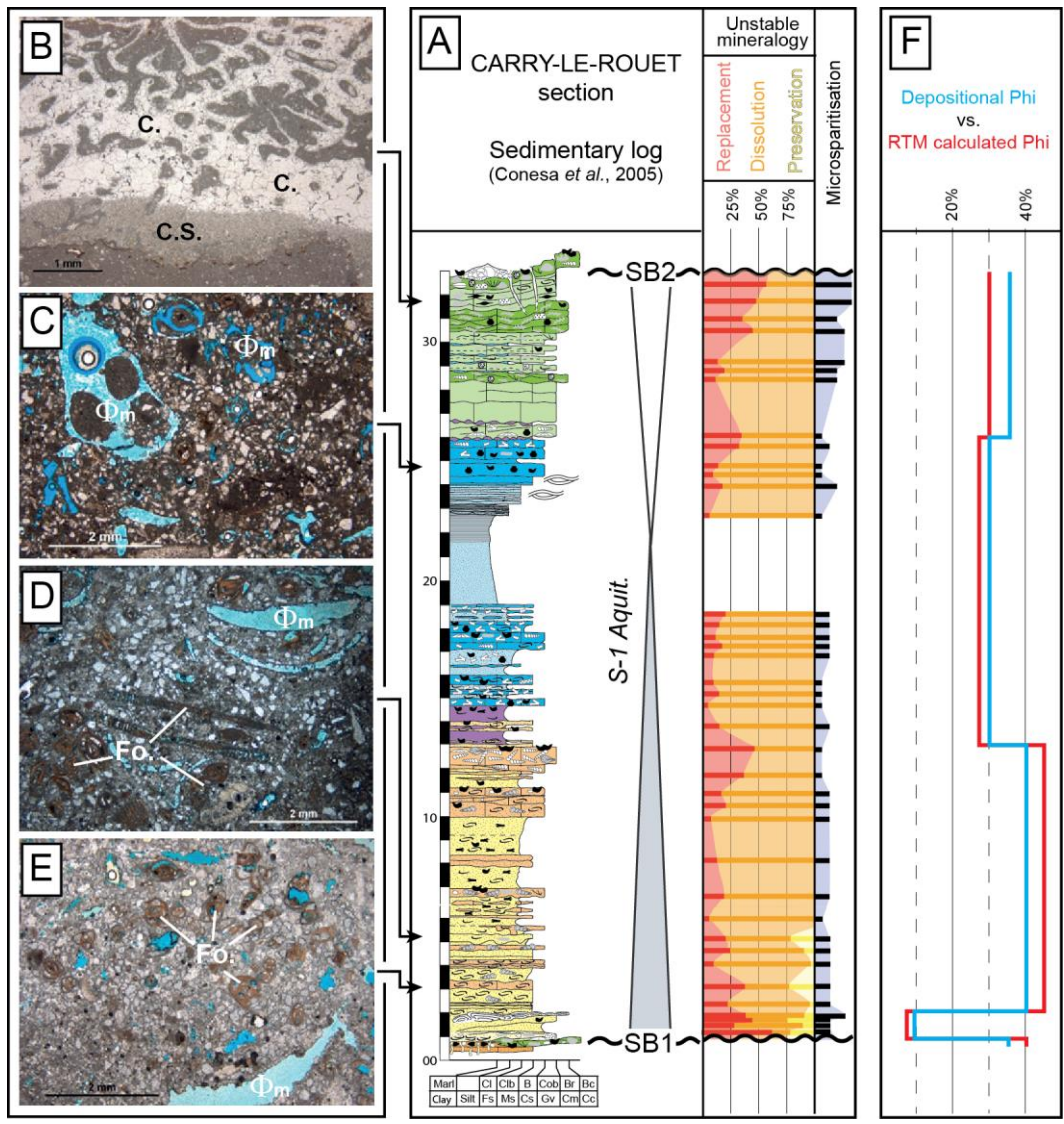 B
C.
C.
C.S.
1 mm
C
Φm
Φm
2 mm
D
Φm
Fo.
2 mm
E
Fo.
Φm
2 mm
A
CARRY-LE-ROUET
section
Sedimentary log
(Conesa et al., 2005)
Unstable
mineralogy
Replacement
Dissolution
Preservation
Microsparitisation
25%
50%
75%
SB2
30
20
10
00
S-1 Aquit.
SB1
Marl Cl Clb B Cob Br Bc
Clay Silt Fs Ms Cs Gv Cm Cc
F
Depositional Phi
vs.
RTM calculated Phi
20%
40%